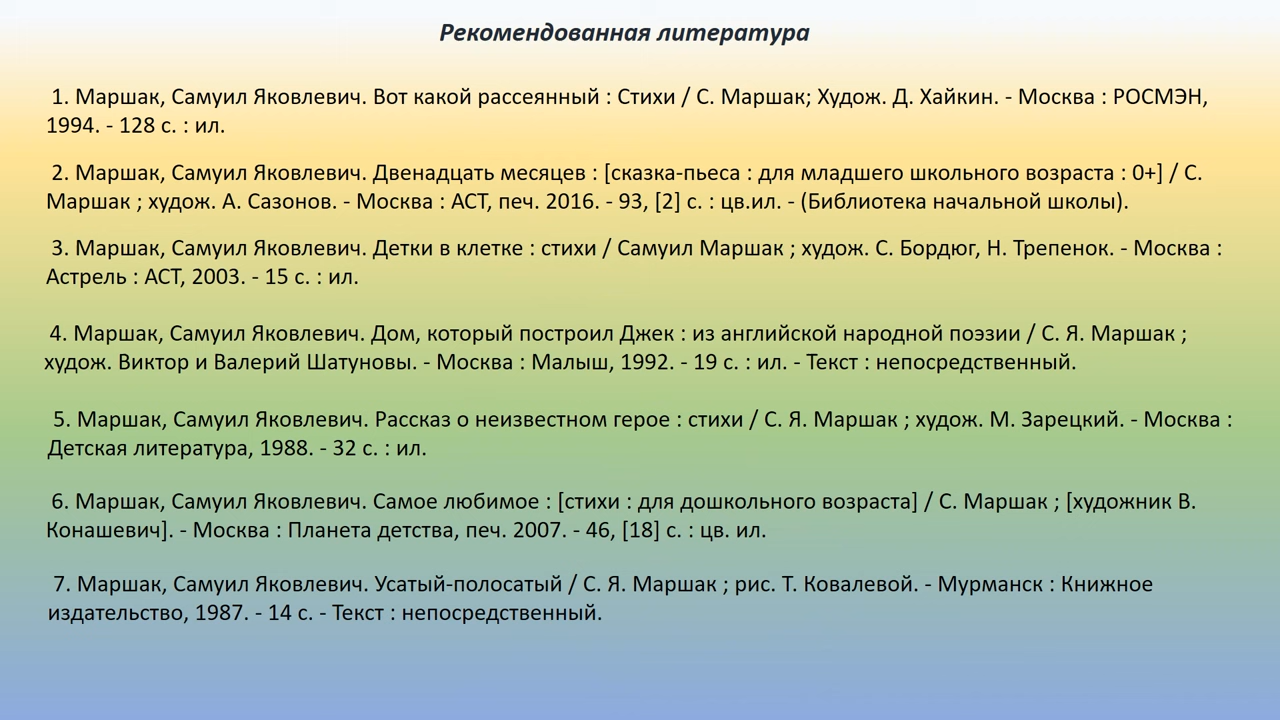 Рекомендованная литература
1. Маршак, Самуил Яковлевич. Вот какой рассеянный : Стихи / С. Маршак; Худож. Д. Хайкин. - Москва : РОСМЭН,
1994. - 128 с. : ил.
2. Маршак, Самуил Яковлевич. Двенадцать месяцев : [сказка-пьеса : для младшего школьного возраста : 0+] / С.
Маршак ; худож. А. Сазонов. - Москва : АСТ, печ. 2016. - 93, [2] с. : цв.ил. - (Библиотека начальной школы).
3. Маршак, Самуил Яковлевич. Детки в клетке : стихи / Самуил Маршак ; худож. С. Бордюг, Н. Трепенок. - Москва :
Астрель : АСТ, 2003. - 15 с. : ил.
4. Маршак, Самуил Яковлевич. Дом, который построил Джек : из английской народной поэзии / С. Я. Маршак ;
худож. Виктор и Валерий Шатуновы. - Москва : Малыш, 1992. - 19 с. : ил. - Текст : непосредственный.
5. Маршак, Самуил Яковлевич. Рассказ о неизвестном герое : стихи / С. Я. Маршак ; худож. М. Зарецкий. - Москва :
Детская литература, 1988. - 32 с. : ил.
6. Маршак, Самуил Яковлевич. Самое любимое : [стихи : для дошкольного возраста] / С. Маршак ; [художник В.
Конашевич]. - Москва : Планета детства, печ. 2007. - 46, [18] с. : цв. ил.
7. Маршак, Самуил Яковлевич. Усатый-полосатый / С. Я. Маршак ; рис. Т. Ковалевой. - Мурманск : Книжное
издательство, 1987. - 14 с. - Текст : непосредственный.